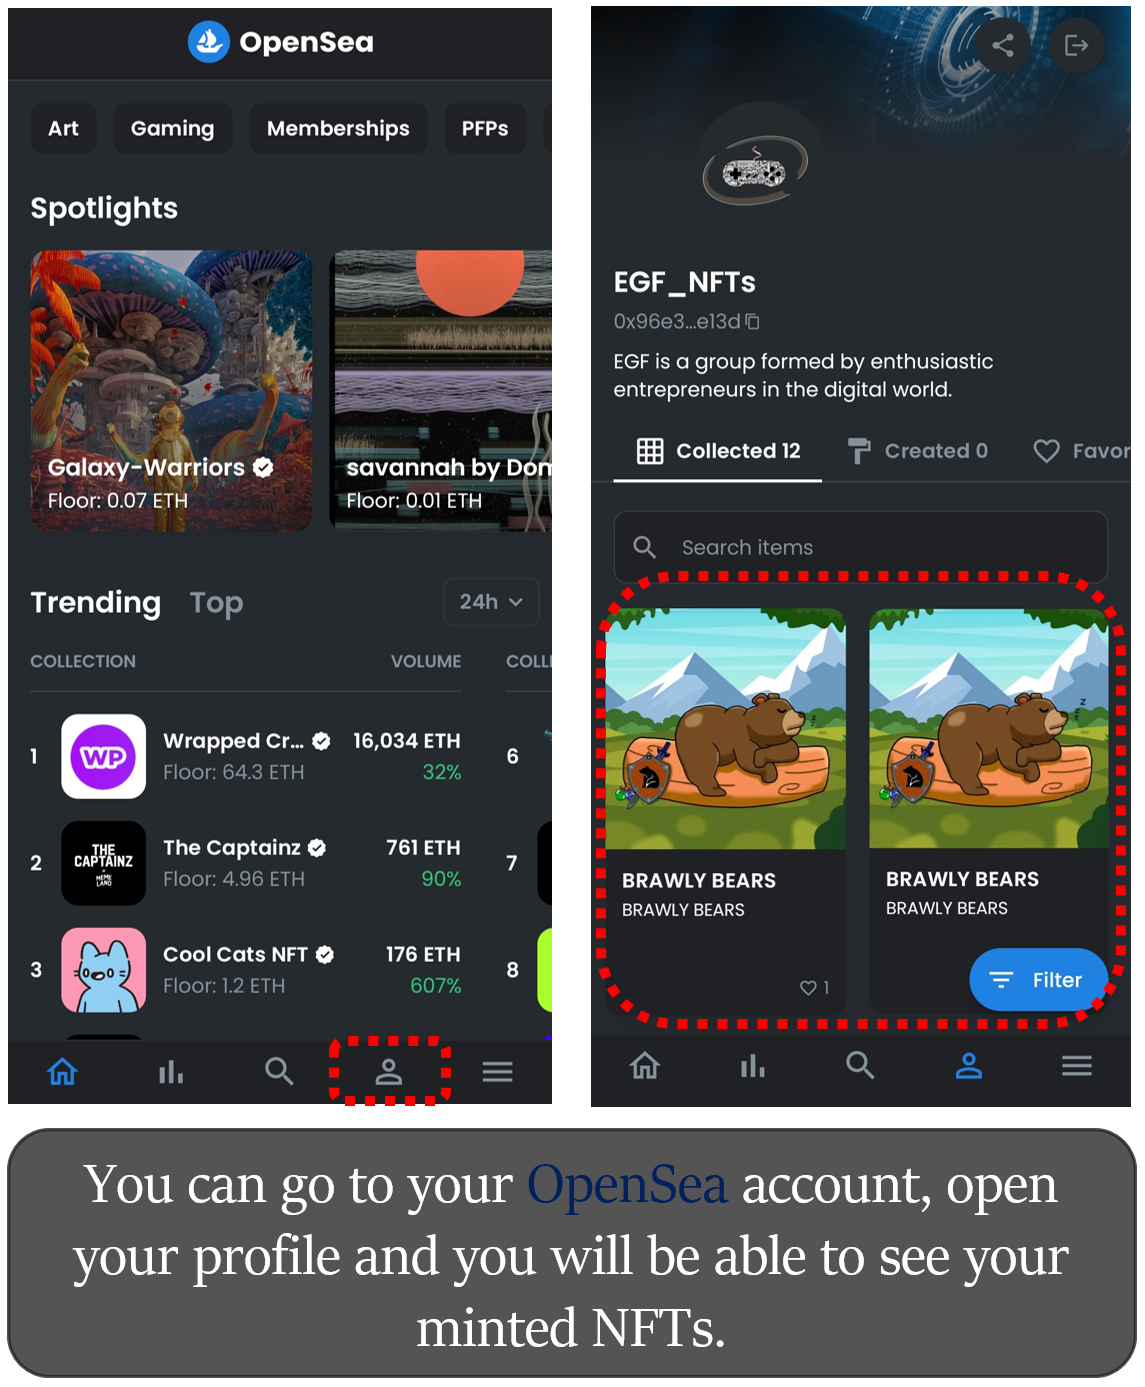 OpenSea
Art
Gaming
Memberships
PFPs
Spotlights
Galaxy-Warriors
Floor: 0.07 ETH
savannah by Dom
Floor: 0.01 ETH
Trending
Top
24h
COLLECTION
VOLUME
COLL
1
WP
Wrapped Cr...
16,034 ETH
Floor: 64.3 ETH
32%
6
2
THE
CAPTAINZ
BY
MEME
LAND
The Captainz
761 ETH
Floor: 4.96 ETH
90%
7
3
Cool Cats NFT
176 ETH
Floor: 1.2 ETH
607%
8
EGF_NFTs
0x96e3...e13d
EGF is a group formed by enthusiastic
entrepreneurs in the digital world.
Collected 12
Created 0
Favor
Search items
z
z
z
z
z
z
BRAWLY BEARS
BRAWLY BEARS
1
BRAWLY BEARS
BRAWLY BEARS
Filter
You can go to your OpenSea account, open
your profile and you will be able to see your
minted NFTs.